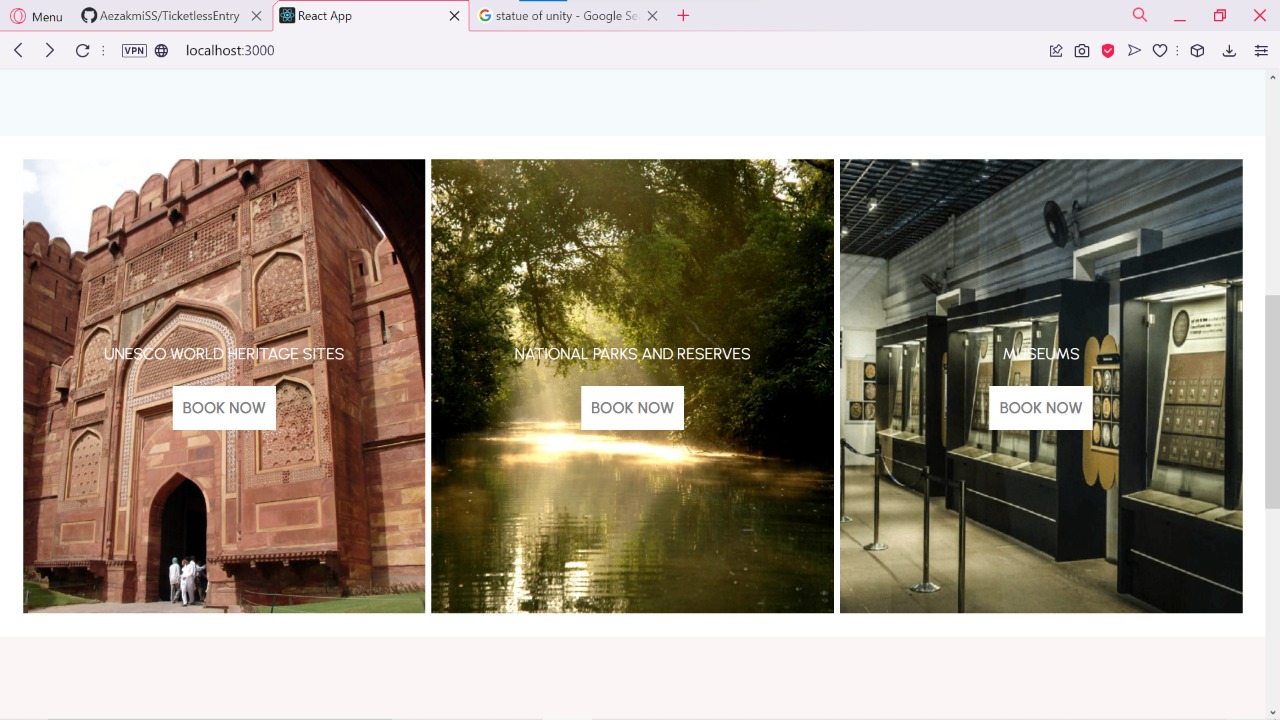 Menu
AezakmiSS/TicketlessEntry
React App
statue of unity - Google Se
VPN
localhost:3000
UNESCO WORLD HERITAGE SITES
NATIONAL PARKS AND RESERVES
MUSEUMS
BOOK NOW
BOOK NOW
BOOK NOW